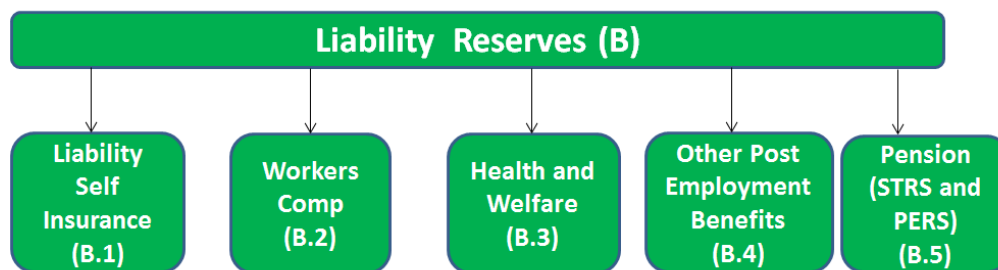 Liability Reserves (B)
Liability
Self
Insurance
(B.1)
Workers
Comp
(B.2)
Health and
Welfare
(B.3)
Other Post
Employment
Benefits
(B.4)
Pension
(STRS and
PERS)
(B.5)